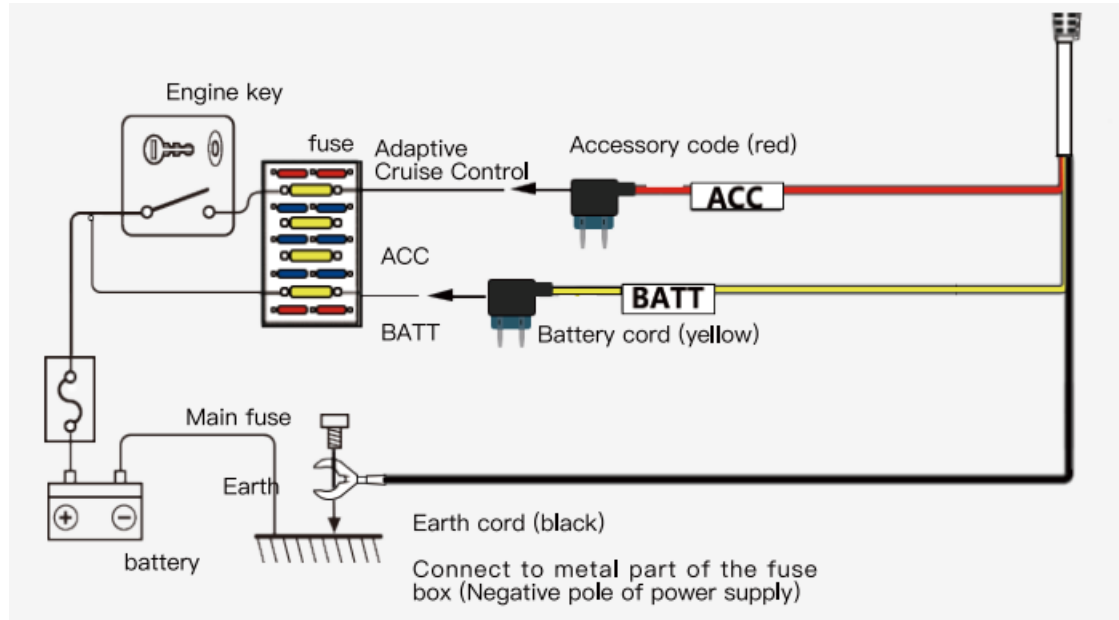 Engine key
fuse
Adaptive
Cruise Control
Accessory code (red)
ACC
ACC
BATT
BATT
Battery cord (yellow)
Main fuse
Earth
Earth cord (black)
battery
Connect to metal part of the fuse
box (Negative pole of power supply)